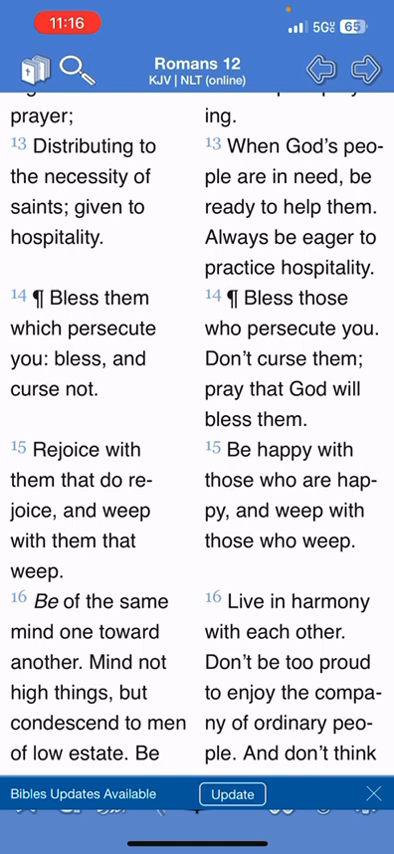 11:16
5G 65
Romans 12
KJV | NLT (online)
prayer;
13 Distributing to
the necessity of
saints; given to
hospitality.
14 ¶ Bless them
which persecute
you: bless, and
curse not.
15 Rejoice with
them that do re-
joice, and weep
with them that
weep.
16 Be of the same
mind one toward
another. Mind not
high things, but
condescend to men
of low estate. Be
ing.
13 When God's peo-
ple are in need, be
ready to help them.
Always be eager to
practice hospitality.
14 ¶ Bless those
who persecute you.
Don't curse them;
pray that God will
bless them.
15 Be happy with
those who are hap-
py, and weep with
those who weep.
16 Live in harmony
with each other.
Don't be too proud
to enjoy the compa-
ny of ordinary peo-
ple. And don't think
Bibles Updates Available
Update